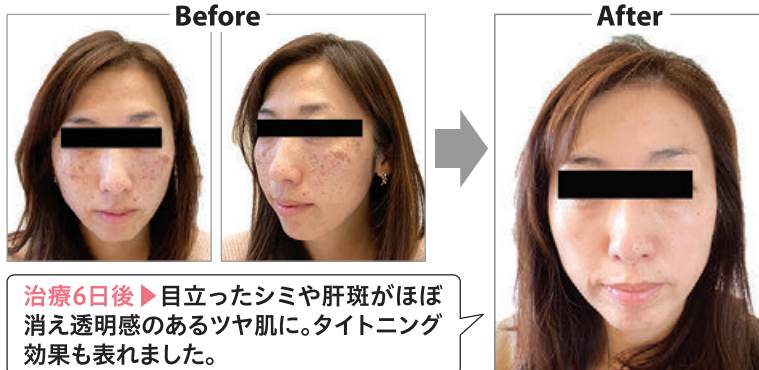 Before
After
治療6日後▶目立ったシミや肝斑がほぼ
消え透明感のあるツヤ肌に。タイトニング
効果も表れました。